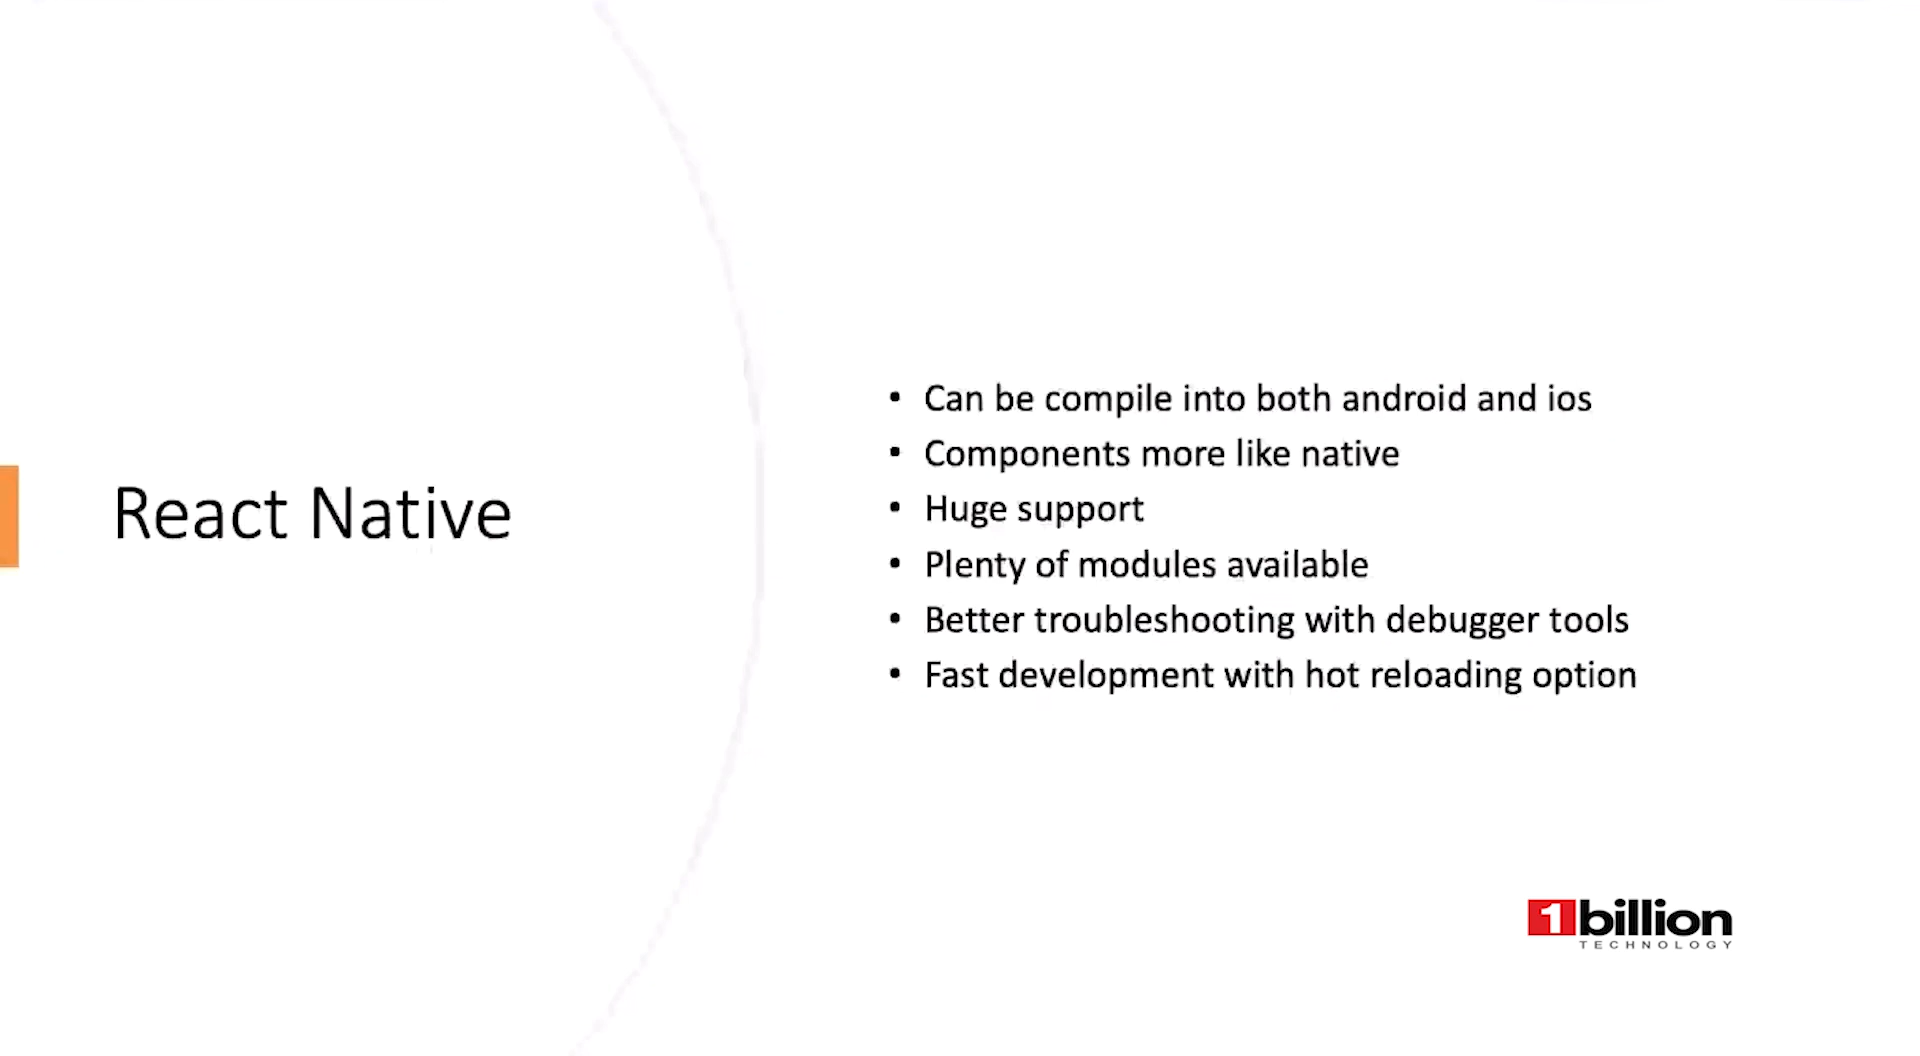 React Native
• Can be compile into both android and ios
• Components more like native
• Huge support
• Plenty of modules available
• Better troubleshooting with debugger tools
• Fast development with hot reloading option
1billion
TECHNOLOGY